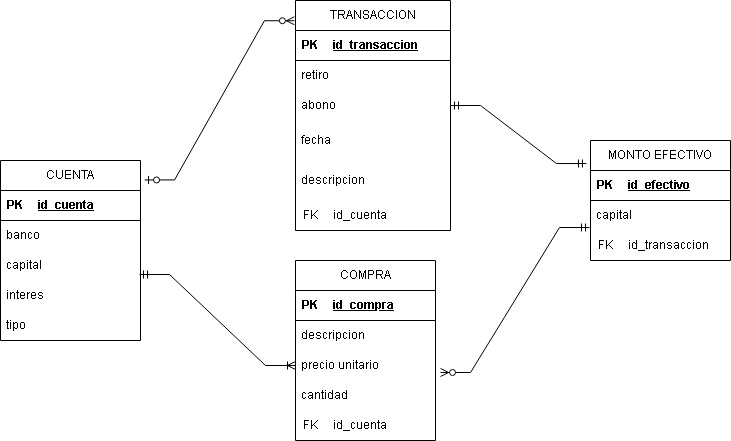 TRANSACCION
PK id_transaccion
retiro
abono
fecha
descripcion
FK id_cuenta
CUENTA
PK id_cuenta
banco
capital
interes
tipo
MONTO EFECTIVO
PK id_efectivo
capital
FK id_transaccion
COMPRA
PK id_compra
descripcion
precio unitario
cantidad
FK id_cuenta